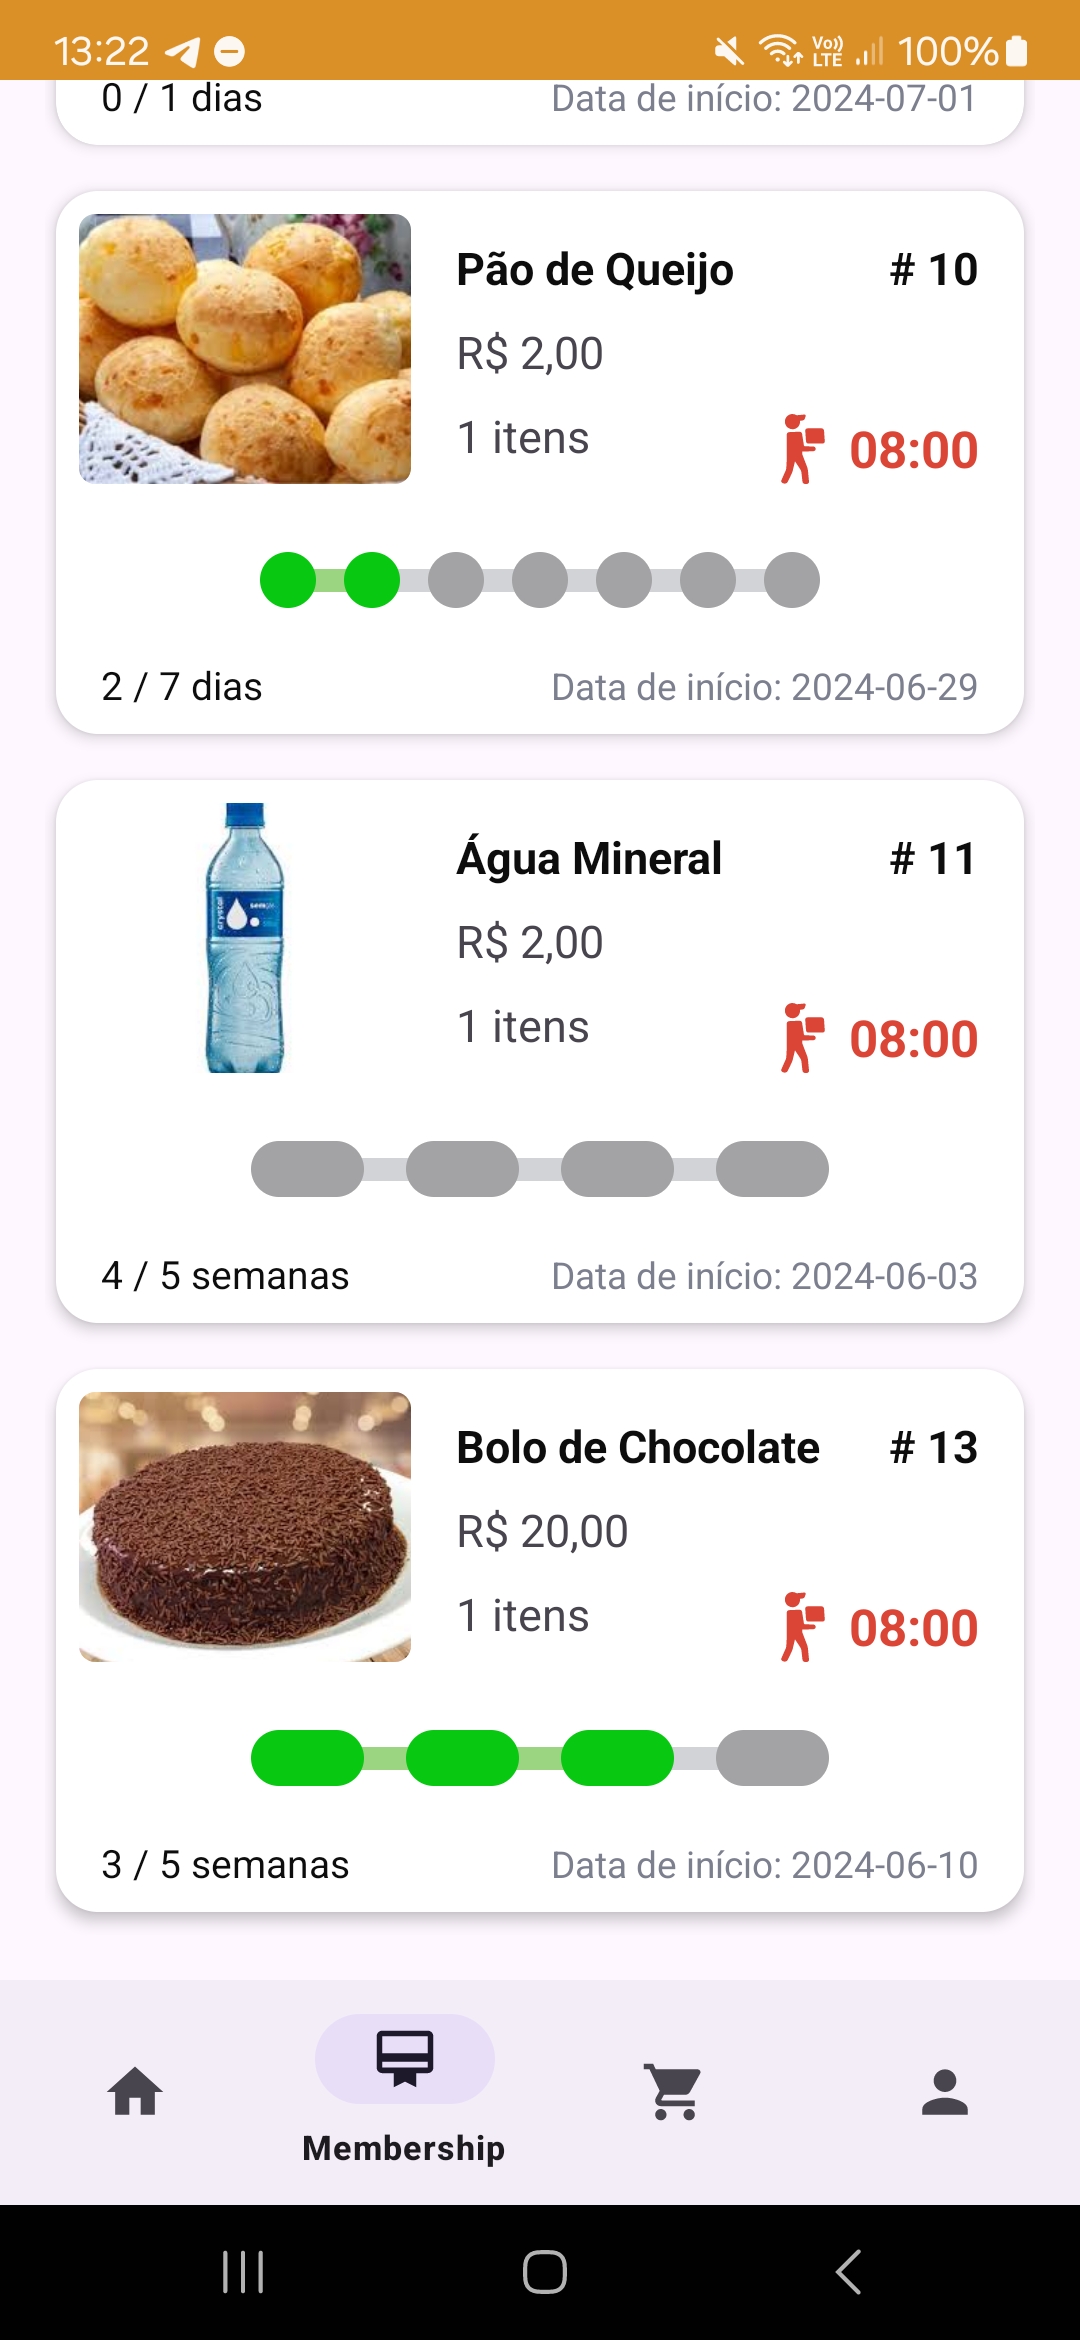 13:22 Vo)) LTE 100%
0 / 1 dias Data de início: 2024-07-01
Pão de Queijo # 10
R$ 2,00
1 itens 08:00
2 / 7 dias Data de início: 2024-06-29
Água Mineral # 11
R$ 2,00
1 itens 08:00
crystal
4 / 5 semanas Data de início: 2024-06-03
Bolo de Chocolate # 13
R$ 20,00
1 itens 08:00
3 / 5 semanas Data de início: 2024-06-10
Membership